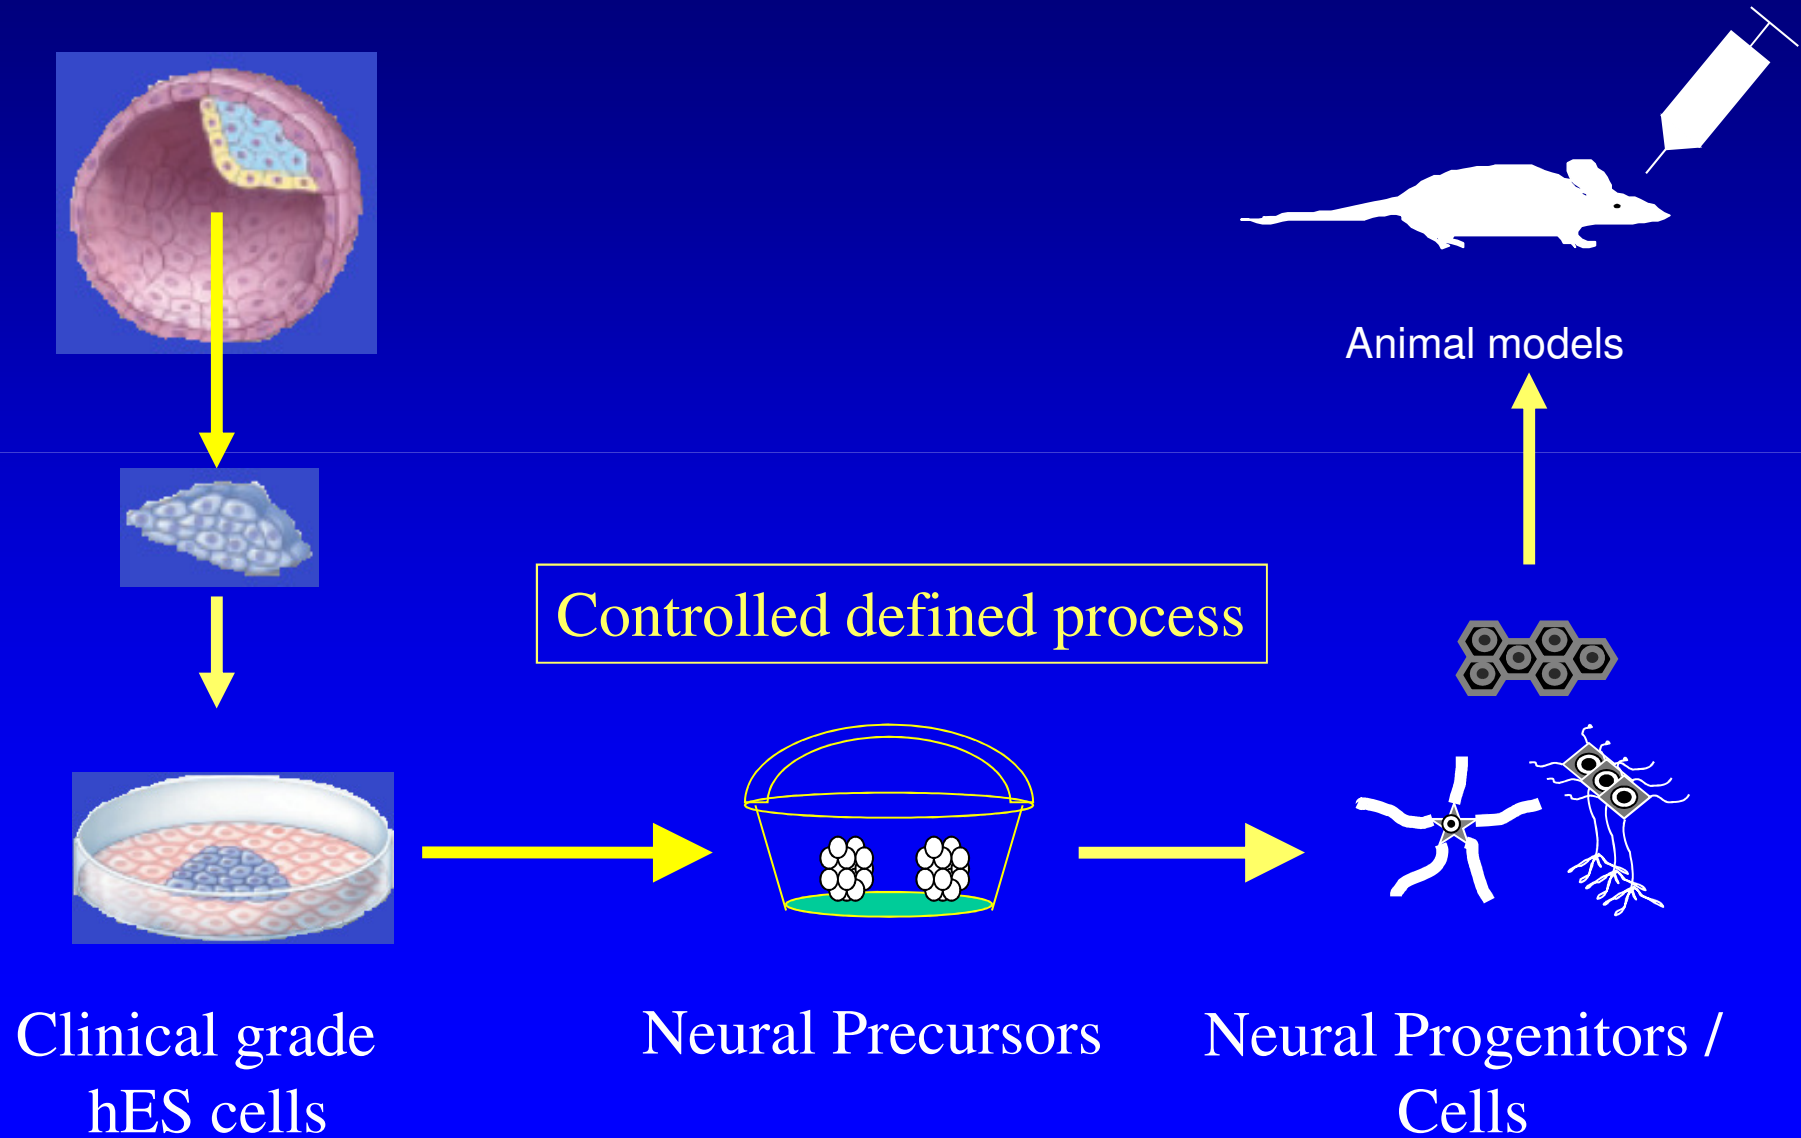 Animal models
Controlled defined process
Clinical grade
hES cells
Neural Precursors
Neural Progenitors /
Cells